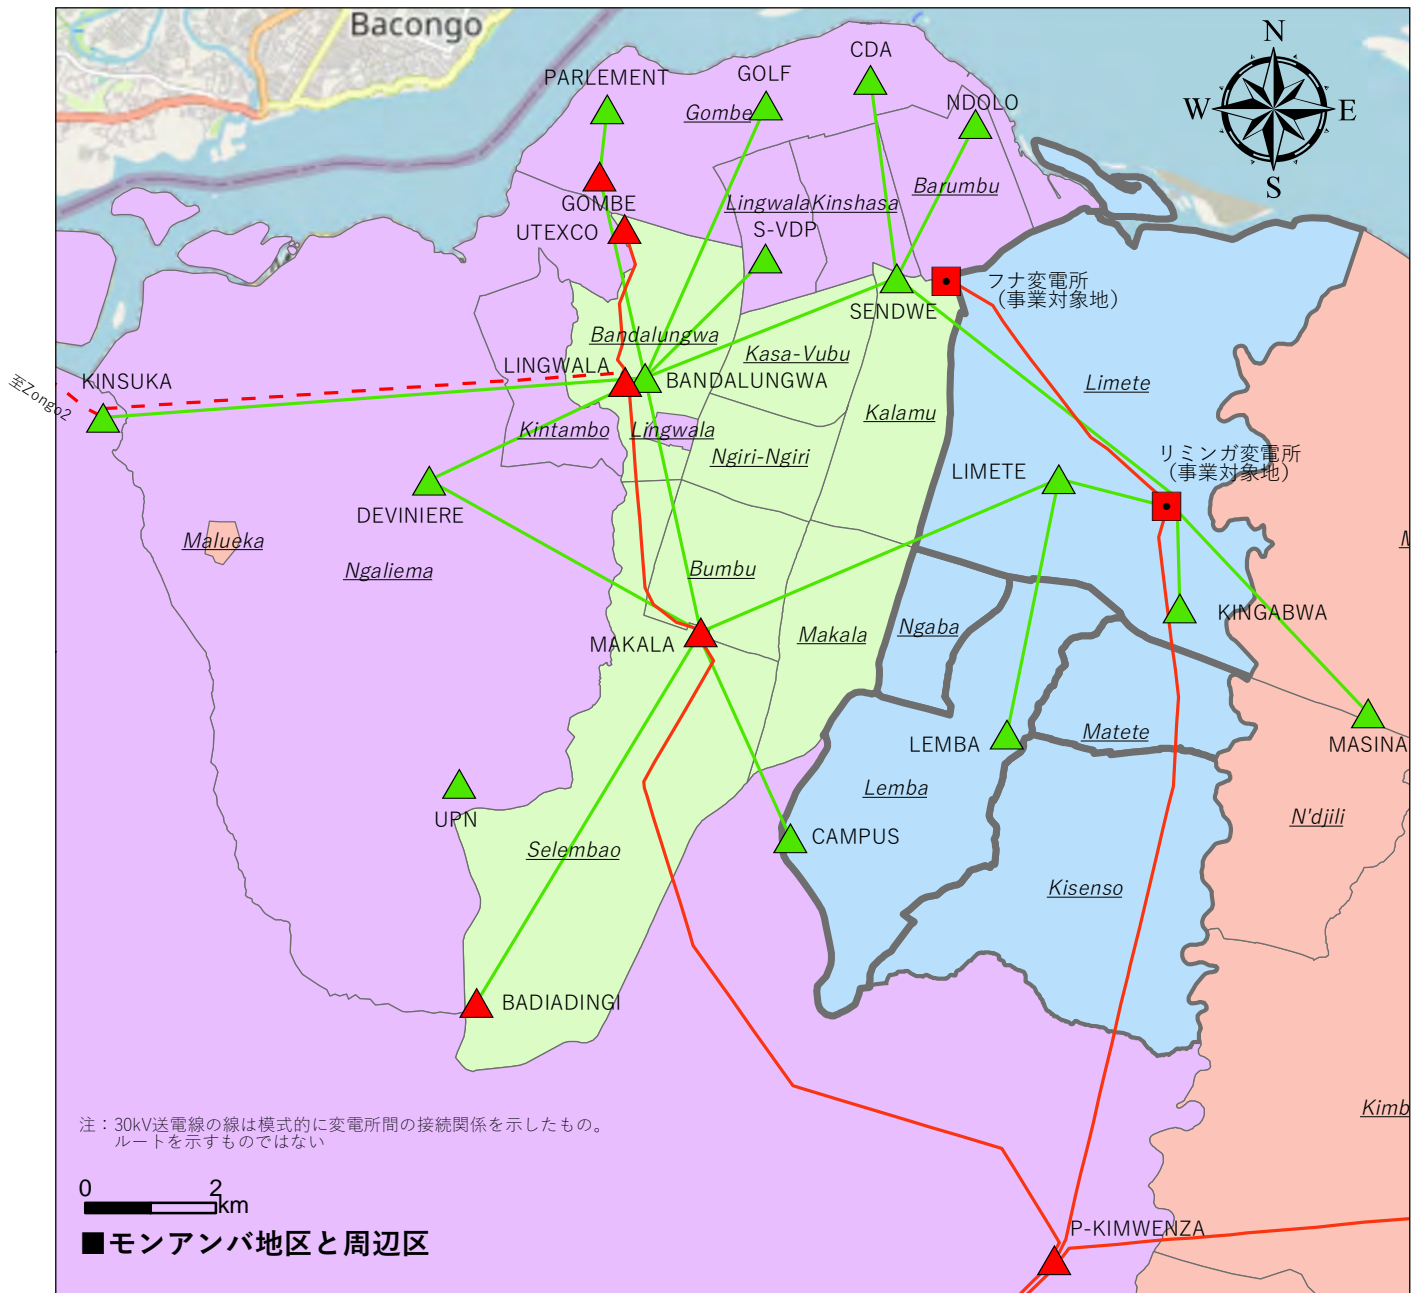 Bacongo
N
W
E
S
CDA
PARLEMENT
GOLF
NDOLO
Gombe
Barumbu
GOMBE
Lingwala
Kinshasa
UTEXCO
S-VDP
フナ変電所
（事業対象地）
SENDWE
Bandalungwa
Kasa-Vubu
LINGWALA
BANDALUNGWA
Limete
至Zongo2
KINSUKA
Kalamu
Kintambo
Lingwala
Ngiri-Ngiri
リミンガ変電所
（事業対象地）
LIMETE
DEVINIERE
Malueka
Ngaliema
Bumbu
M
KINGABWA
Ngaba
Makala
MAKALA
Matete
LEMBA
MASINA
Lemba
UPN
N'djili
CAMPUS
Selembao
Kisenso
BADIADINGI
Kimb
注：30kV送電線の線は模式的に変電所間の接続関係を示したもの。
ルートを示すものではない
0 2
km
P-KIMWENZA
■モンアンバ地区と周辺区